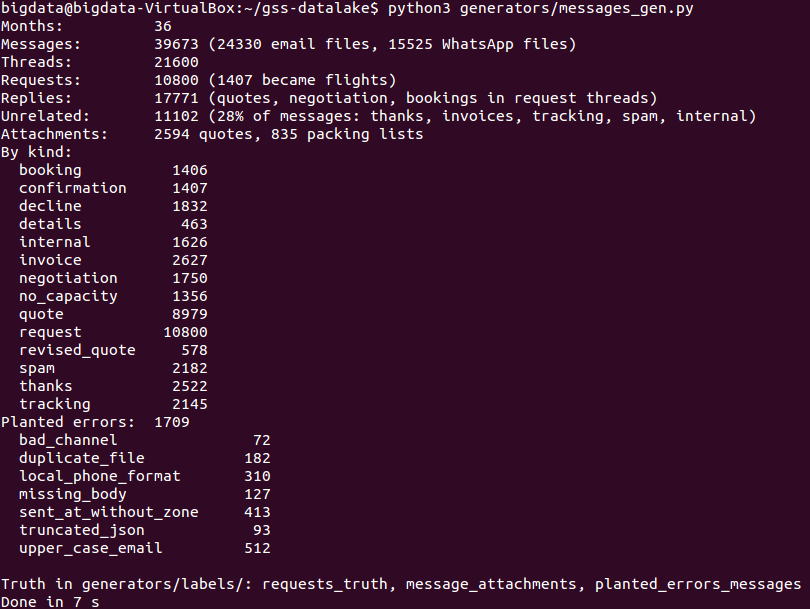 bigdata@bigdata-VirtualBox:~/gss-datalake$ python3 generators/messages_gen.py
Months:          36
Messages:        39673 (24330 email files, 15525 WhatsApp files)
Threads:         21600
Requests:        10800 (1407 became flights)
Replies:         17771 (quotes, negotiation, bookings in request threads)
Unrelated:       11102 (28% of messages: thanks, invoices, tracking, spam, internal)
Attachments:     2594 quotes, 835 packing lists
By kind:
  booking          1406
  confirmation     1407
  decline          1832
  details           463
  internal         1626
  invoice          2627
  negotiation      1750
  no_capacity      1356
  quote            8979
  request         10800
  revised_quote     578
  spam             2182
  thanks           2522
  tracking         2145
Planted errors:  1709
  bad_channel                 72
  duplicate_file             182
  local_phone_format         310
  missing_body               127
  sent_at_without_zone       413
  truncated_json              93
  upper_case_email           512

Truth in generators/labels/: requests_truth, message_attachments, planted_errors_messages
Done in 7 s